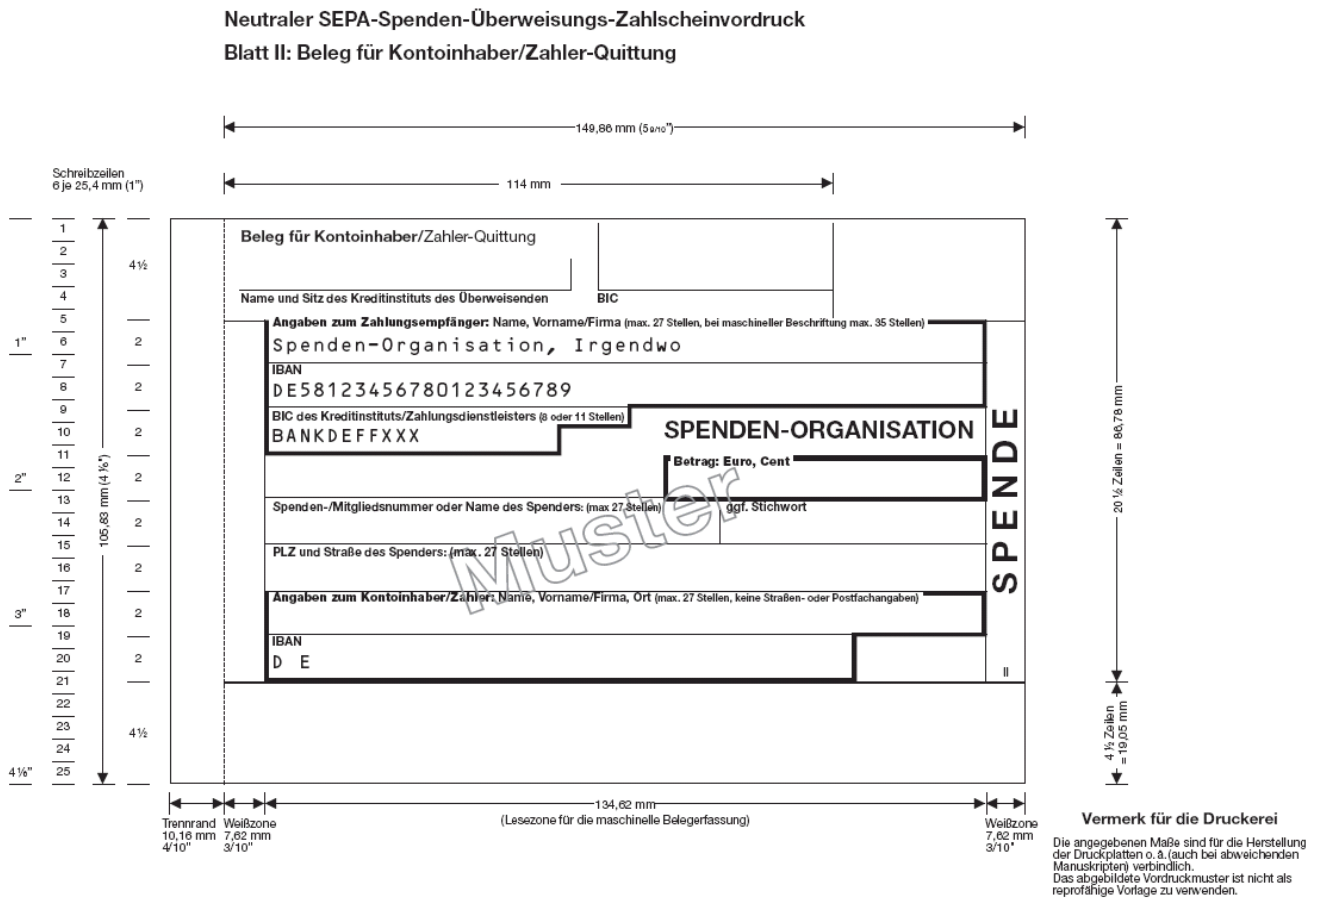 Neutraler SEPA-Spenden-Überweisungs-Zahlscheinvordruck
Blatt II: Beleg für Kontoinhaber/Zahler-Quittung
149,86 mm (5 9/10")
Schreibzeilen
6 je 25,4 mm (1")
114 mm
1
2
3
4
5
6
7
8
9
10
11
12
13
14
15
16
17
18
19
20
21
22
23
24
25
1"
2"
3"
4 1/6"
105,83 mm (4 1/6")
4 ½
2
2
2
2
2
2
2
2
4 ½
Beleg für Kontoinhaber/Zahler-Quittung
Name und Sitz des Kreditinstituts des Überweisenden BIC
Angaben zum Zahlungsempfänger: Name, Vorname/Firma (max. 27 Stellen, bei maschineller Beschriftung max. 35 Stellen)
Spenden-Organisation, Irgendwo
IBAN
DE58123456780123456789
BIC des Kreditinstituts/Zahlungsdienstleisters (8 oder 11 Stellen)
BANKDEFFXXX
SPENDEN-ORGANISATION
Betrag: Euro, Cent
Spenden-/Mitgliedsnummer oder Name des Spenders: (max 27 Stellen) ggf. Stichwort
PLZ und Straße des Spenders: (max. 27 Stellen)
Muster
Angaben zum Kontoinhaber/Zahler: Name, Vorname/Firma, Ort (max. 27 Stellen, keine Straßen- oder Postfachangaben)
IBAN
D E
SPENDE
II
20 ½ Zeilen = 86,78 mm
4 ½ Zeilen
= 19,05 mm
134,62 mm
(Lesezone für die maschinelle Belegerfassung)
Trennrand
10,16 mm
4/10"
Weißzone
7,62 mm
3/10"
Weißzone
7,62 mm
3/10"
Vermerk für die Druckerei
Die angegebenen Maße sind für die Herstellung
der Druckplatten o. ä. (auch bei abweichenden
Manuskripten) verbindlich.
Das abgebildete Vordruckmuster ist nicht als
reprofähige Vorlage zu verwenden.